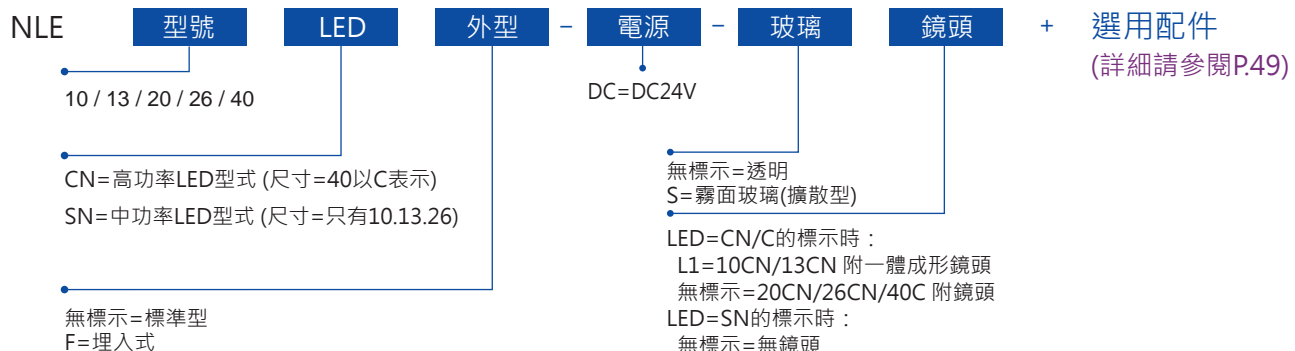 NLE 型號 LED 外型 – 電源 – 玻璃 鏡頭 + 選用配件
(詳細請參閱P.49)
10 / 13 / 20 / 26 / 40
DC=DC24V
CN=高功率LED型式 (尺寸=40以C表示)
SN=中功率LED型式 (尺寸=只有10.13.26)
無標示=標準型
F=埋入式
無標示=透明
S=霧面玻璃(擴散型)
LED=CN/C的標示時：
L1=10CN/13CN 附一體成形鏡頭
無標示=20CN/26CN/40C 附鏡頭
LED=SN的標示時：
無標示=無鏡頭